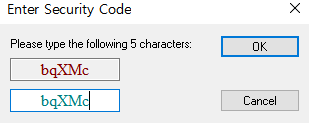 Enter Security Code
Please type the following 5 characters:
OK
bqXMc
bqXMc
Cancel